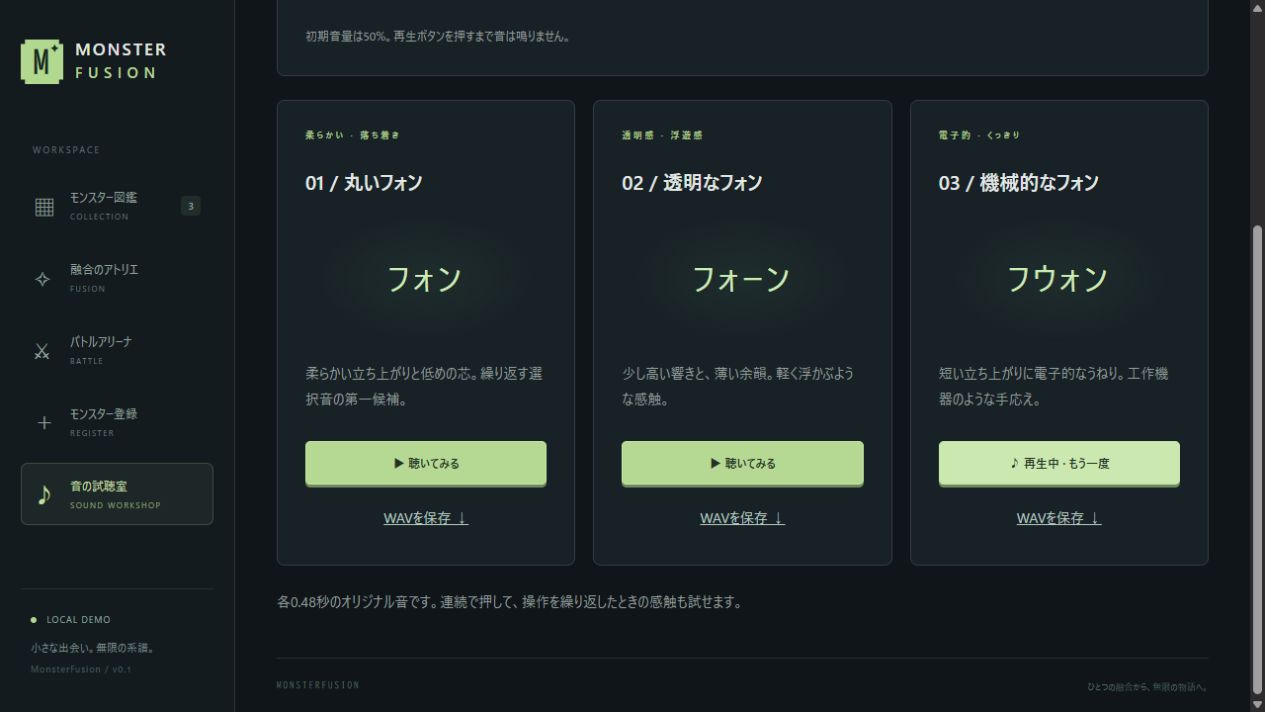 M
MONSTER
FUSION
WORKSPACE
モンスター図鑑
COLLECTION
3
融合のアトリエ
FUSION
バトルアリーナ
BATTLE
モンスター登録
REGISTER
音の試聴室
SOUND WORKSHOP
LOCAL DEMO
小さな出会い。無限の系譜。
MonsterFusion / v0.1
初期音量は50%。再生ボタンを押すまで音は鳴りません。
柔らかい · 落ち着き
01 / 丸いフォン
フォン
柔らかい立ち上がりと低めの芯。繰り返す選
択音の第一候補。
▶ 聴いてみる
WAVを保存 ↓
透明感 · 浮遊感
02 / 透明なフォン
フォーン
少し高い響きと、薄い余韻。軽く浮かぶよう
な感触。
▶ 聴いてみる
WAVを保存 ↓
電子的 · くっきり
03 / 機械的なフォン
フウォン
短い立ち上がりに電子的なうねり。工作機
器のような手応え。
♪ 再生中 · もう一度
WAVを保存 ↓
各0.48秒のオリジナル音です。連続で押して、操作を繰り返したときの感触も試せます。
MONSTERFUSION
ひとつの融合から、無限の物語へ。